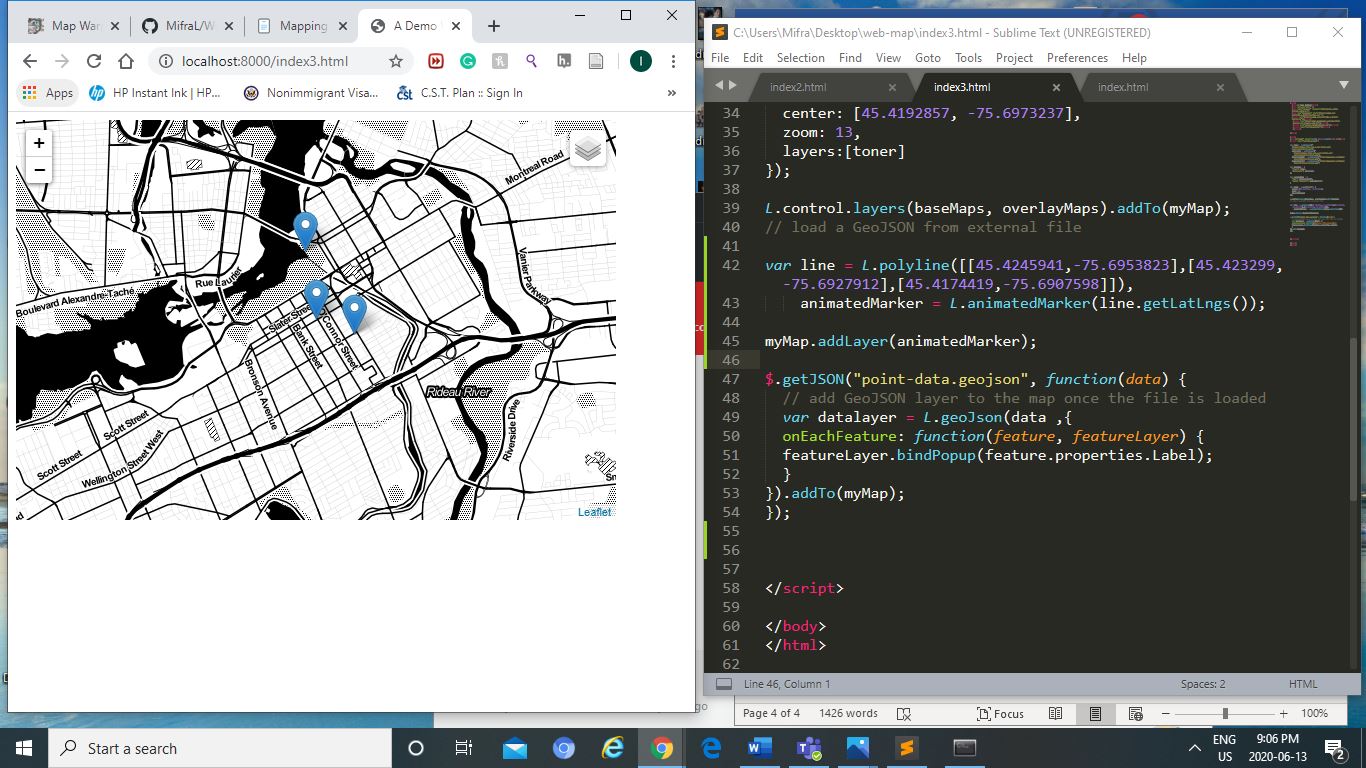 Map War
MifraL/W
Mapping
A Demo
localhost:8000/index3.html
Apps
HP Instant Ink | HP...
Nonimmigrant Visa...
C.S.T. Plan :: Sign In
»
+
−
Montreal Road
Vanier Parkway
Rue Laurier
Boulevard Alexandre-Taché
Slater Street
O'Connor Street
Bank Street
Bronson Avenue
Rideau River
Riverside Drive
Scott Street
Scott Street
Wellington Street West
Leaflet
C:\Users\Mifra\Desktop\web-map\index3.html - Sublime Text (UNREGISTERED)
File Edit Selection Find View Goto Tools Project Preferences Help
index2.html
index3.html
index.html
34 center: [45.4192857, -75.6973237],
35 zoom: 13,
36 layers:[toner]
37 });
38
39 L.control.layers(baseMaps, overlayMaps).addTo(myMap);
40 // load a GeoJSON from external file
41
42 var line = L.polyline([[45.4245941,-75.6953823],[45.423299,
-75.6927912],[45.4174419,-75.6907598]]),
43 animatedMarker = L.animatedMarker(line.getLatLngs());
44
45 myMap.addLayer(animatedMarker);
46
47 $.getJSON("point-data.geojson", function(data) {
48 // add GeoJSON layer to the map once the file is loaded
49 var datalayer = L.geoJson(data ,{
50 onEachFeature: function(feature, featureLayer) {
51 featureLayer.bindPopup(feature.properties.Label);
52 }
53 }).addTo(myMap);
54 });
55
56
57
58 </script>
59
60 </body>
61 </html>
62
Line 46, Column 1
Spaces: 2
HTML
Page 4 of 4
1426 words
Focus
100%
Start a search
ENG
US
9:06 PM
2020-06-13
2